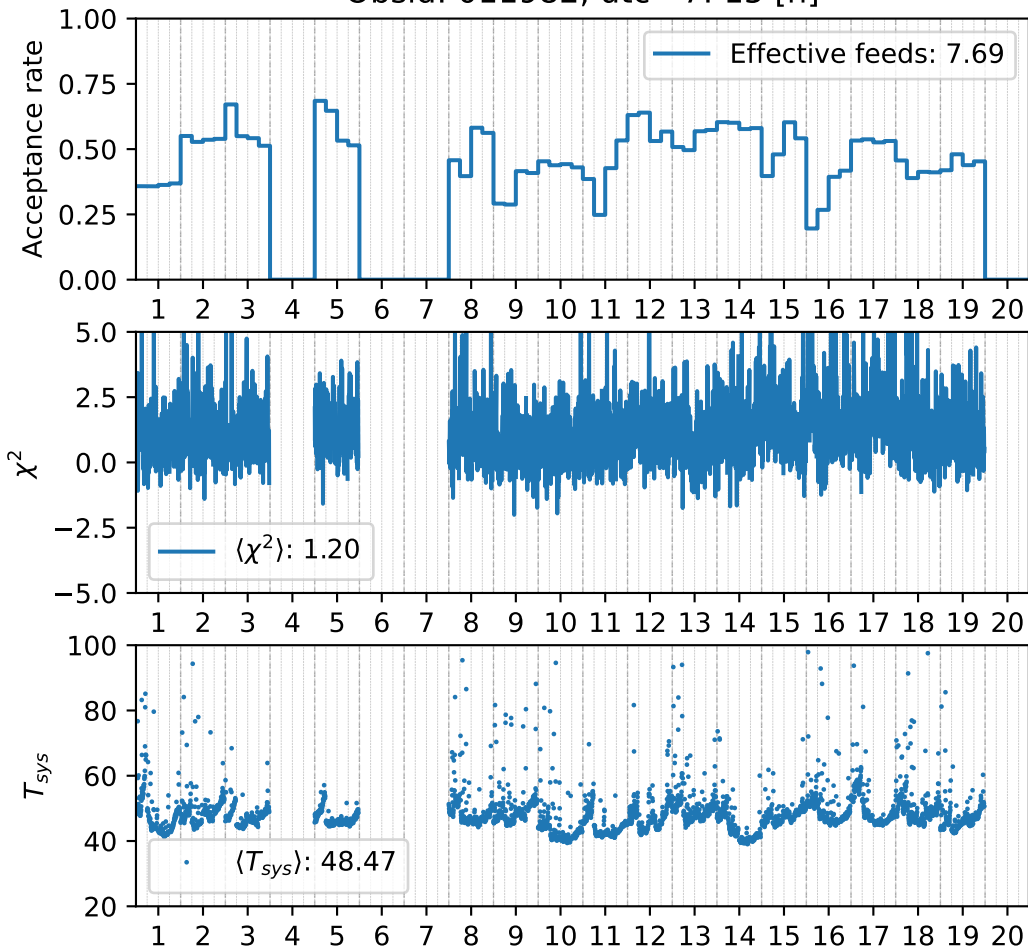 Acceptance rate
1.00
0.75
0.50
0.25
0.00
Effective feeds: 7.69
1 2 3 4 5 6 7 8 9 10 11 12 13 14 15 16 17 18 19 20
χ²
5.0
2.5
0.0
−2.5
−5.0
⟨χ²⟩: 1.20
1 2 3 4 5 6 7 8 9 10 11 12 13 14 15 16 17 18 19 20
T_sys
100
80
60
40
20
⟨T_sys⟩: 48.47
1 2 3 4 5 6 7 8 9 10 11 12 13 14 15 16 17 18 19 20